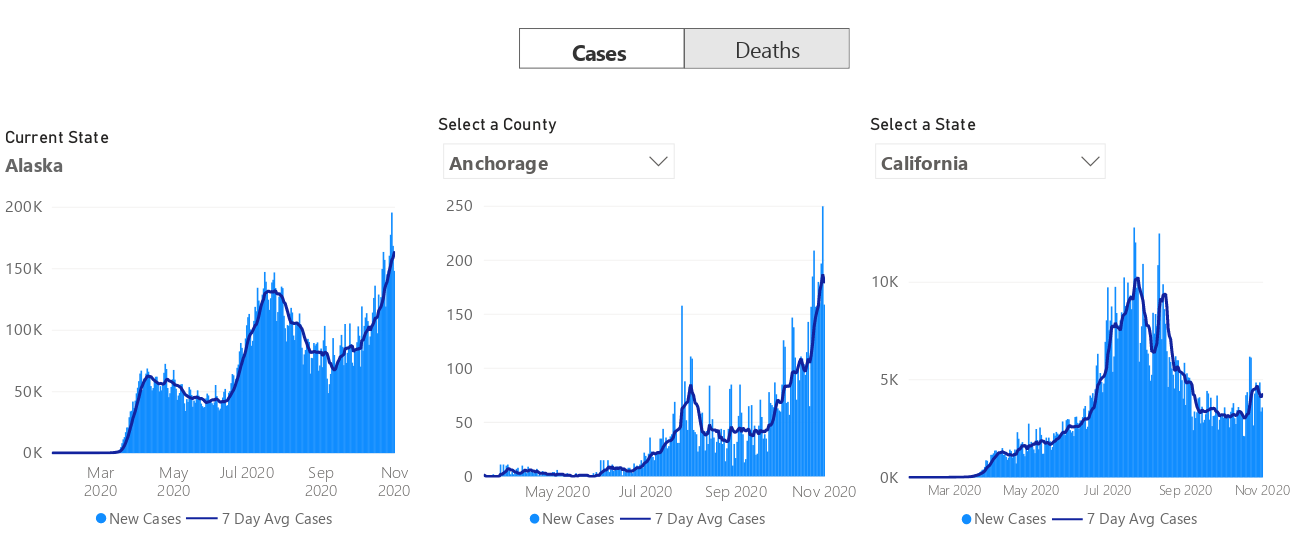 Cases
Deaths
Current State
Alaska
200K
150K
100K
50K
0K
Mar 2020
May 2020
Jul 2020
Sep 2020
Nov 2020
New Cases
7 Day Avg Cases
Select a County
Anchorage
250
200
150
100
50
0
May 2020
Jul 2020
Sep 2020
Nov 2020
New Cases
7 Day Avg Cases
Select a State
California
10K
5K
0K
Mar 2020
May 2020
Jul 2020
Sep 2020
Nov 2020
New Cases
7 Day Avg Cases